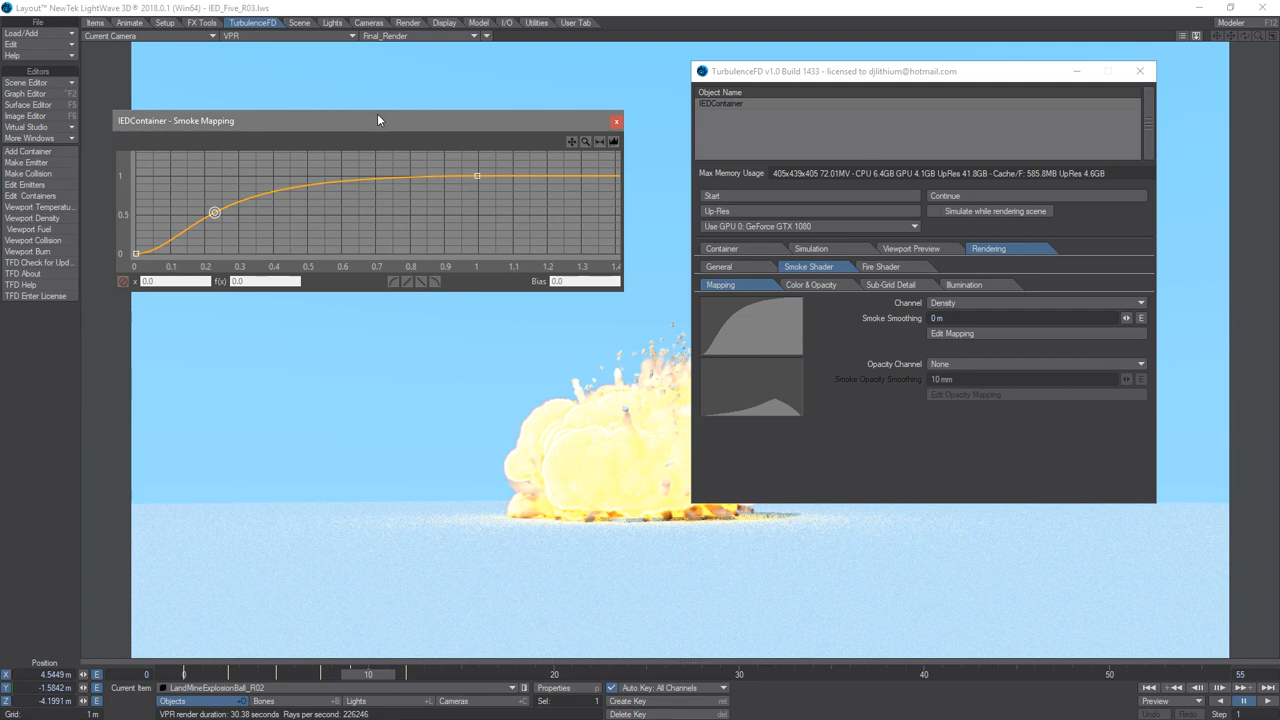 Layout™ NewTek LightWave 3D® 2018.0.1 (Win64) - IED_Five_R03.lws
File
Items
Animate
Setup
FX Tools
TurbulenceFD
Scene
Lights
Cameras
Render
Display
Model
I/O
Utilities
User Tab
Modeler
F12
Load/Add
Edit
Help
Current Camera
VPR
Final_Render
Editors
Scene Editor
Graph Editor ^F2
Surface Editor F5
Image Editor F6
Virtual Studio
More Windows
Add Container
Make Emitter
Make Collision
Edit Emitters
Edit Containers
Viewport Temperatu..
Viewport Density
Viewport Fuel
Viewport Collision
Viewport Burn
TFD Check for Upd..
TFD About
TFD Help
TFD Enter License
IEDContainer - Smoke Mapping
x
1
0.5
0
0 0.1 0.2 0.3 0.4 0.5 0.6 0.7 0.8 0.9 1 1.1 1.2 1.3 1.4
x 0.0
f(x) 0.0
Bias 0.0
TurbulenceFD v1.0 Build 1433 - licensed to djlithium@hotmail.com
Object Name
IEDContainer
Max Memory Usage 405x439x405 72.01MV - CPU 6.4GB GPU 4.1GB UpRes 41.8GB - Cache/F: 585.8MB UpRes 4.6GB
Start
Continue
Up-Res
Simulate while rendering scene
Use GPU 0: GeForce GTX 1080
Container
Simulation
Viewport Preview
Rendering
General
Smoke Shader
Fire Shader
Mapping
Color & Opacity
Sub-Grid Detail
Illumination
Channel Density
Smoke Smoothing 0 m E
Edit Mapping
Opacity Channel None
Smoke Opacity Smoothing 10 mm E
Edit Opacity Mapping
Position
X 4.5449 m E
Y -1.5842 m E
Z -4.1991 m E
Grid: 1 m
0
0 10 20 30 40 50
55
Current Item
LandMineExplosionBall_R02
Properties p
Auto Key: All Channels
Objects +O
Bones +B
Lights +L
Cameras +C
Sel: 1
Create Key ret
VPR render duration: 30.38 seconds Rays per second: 226246
Delete Key del
Preview
Undo
Redo
Step 1